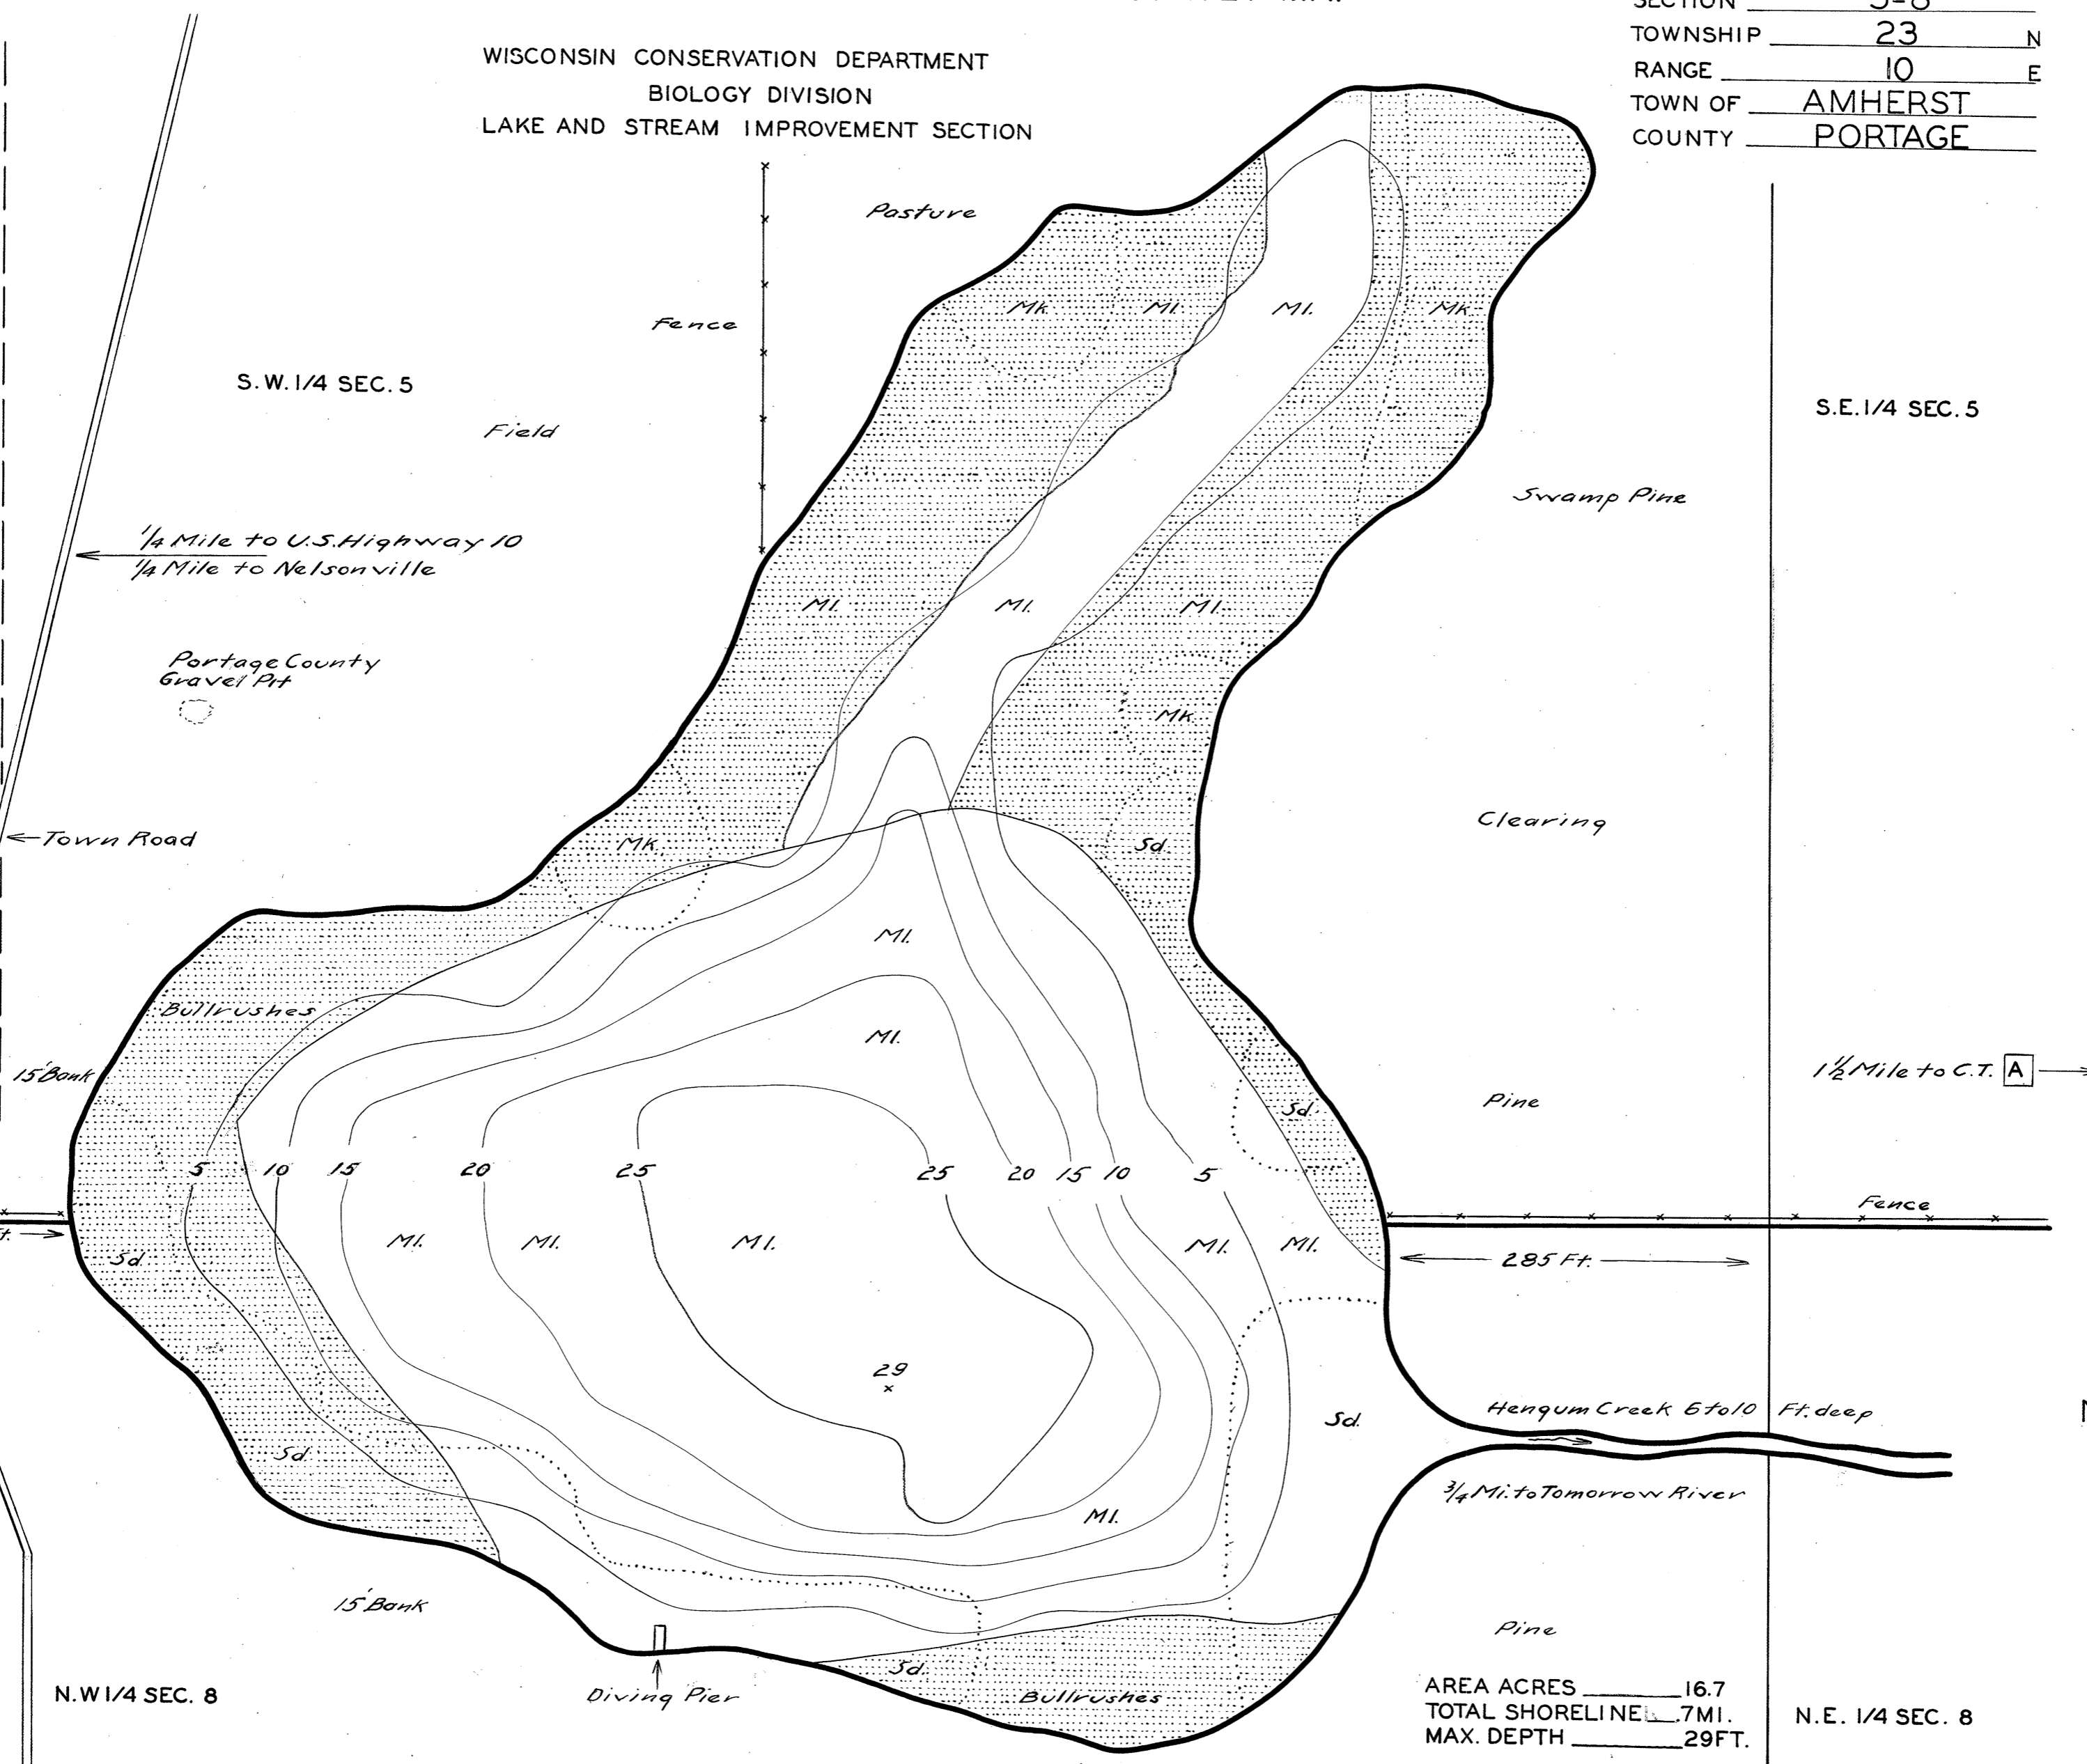 WISCONSIN CONSERVATION DEPARTMENT
BIOLOGY DIVISION
LAKE AND STREAM IMPROVEMENT SECTION
SECTION 5-8
TOWNSHIP 23 N
RANGE 10 E
TOWN OF AMHERST
COUNTY PORTAGE
Pasture
Mk. Ml. Ml. Mk.
Fence
S.W. 1/4 SEC. 5
S.E. 1/4 SEC. 5
Field
Swamp Pine
1/4 Mile to U.S. Highway 10
1/4 Mile to Nelsonville
Ml. Ml. Ml.
Portage County
Gravel Pit
Mk.
Clearing
Town Road
Mk. Sd.
Ml.
Bullrushes
Ml.
15' Bank
1 1/2 Mile to C.T. A
Pine
Sd.
5 10 15 20 25 25 20 15 10 5
Fence
Ml. Ml. Ml. Ml. Ml.
Sd.
285 Ft.
29
Hengum Creek 6 to 10 Ft. deep
Sd.
Sd.
3/4 Mi. to Tomorrow River
Ml.
15' Bank
Pine
Sd.
Diving Pier
Bullrushes
AREA ACRES 16.7
TOTAL SHORELINE .7 MI.
MAX. DEPTH 29 FT.
N.W 1/4 SEC. 8
N.E. 1/4 SEC. 8